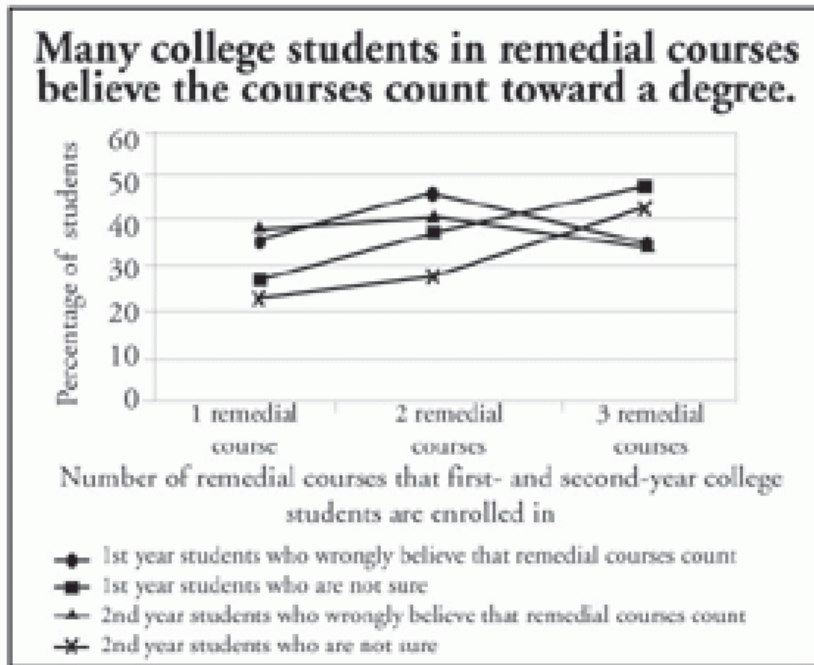 Many college students in remedial courses
believe the courses count toward a degree.
Percentage of students
60
50
40
30
20
10
0
1 remedial
course
2 remedial
courses
3 remedial
courses
Number of remedial courses that first- and second-year college
students are enrolled in
1st year students who wrongly believe that remedial courses count
1st year students who are not sure
2nd year students who wrongly believe that remedial courses count
2nd year students who are not sure